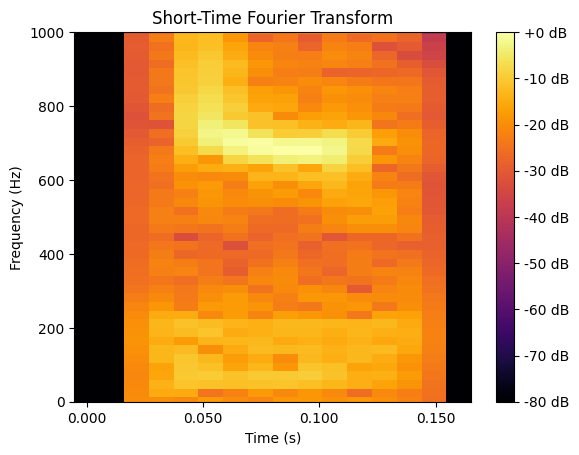 Short-Time Fourier Transform
1000
800
600
400
200
0
Frequency (Hz)
0.000
0.050
0.100
0.150
Time (s)
+0 dB
-10 dB
-20 dB
-30 dB
-40 dB
-50 dB
-60 dB
-70 dB
-80 dB